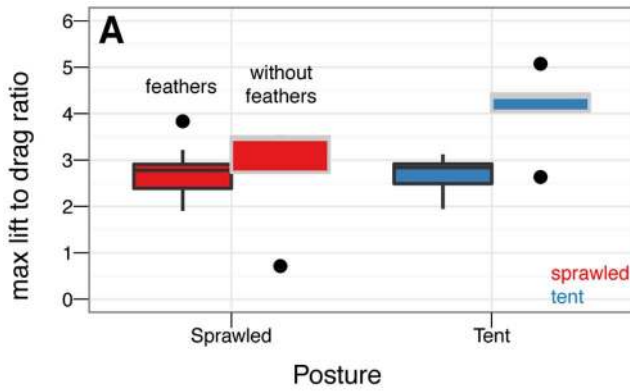 A
6
5
4
3
2
1
0
max lift to drag ratio
feathers
without
feathers
sprawled
tent
Sprawled
Tent
Posture